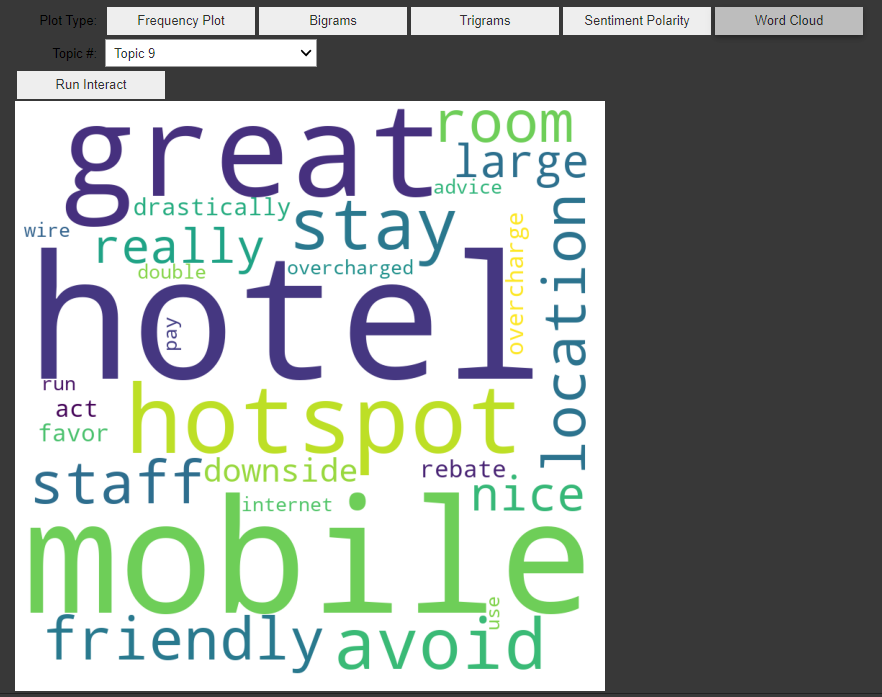 Plot Type: Frequency Plot Bigrams Trigrams Sentiment Polarity Word Cloud
Topic #: Topic 9
Run Interact
great
room
large
advice
drastically
stay
wire
really
overcharge
location
double
overcharged
hotel
pay
run
act
favor
hotspot
staff
downside
rebate
nice
internet
mobile
use
friendly
avoid